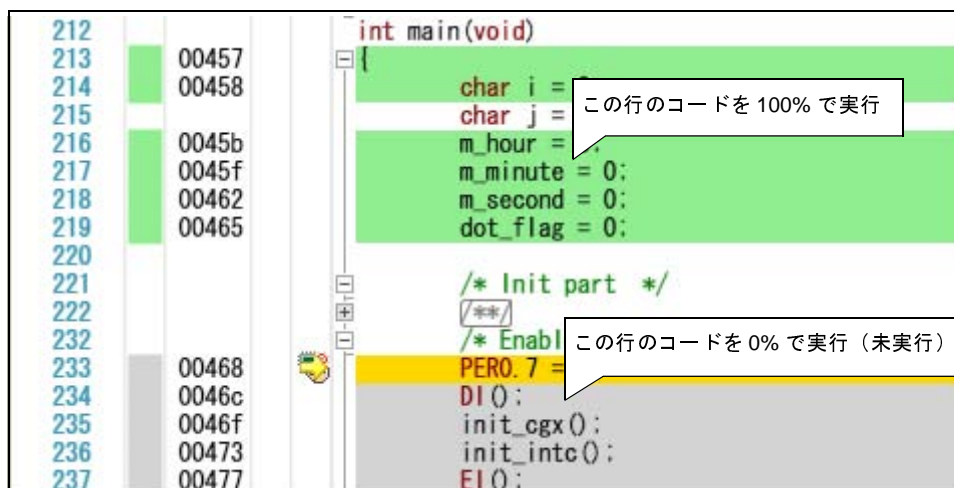 212 int main(void)
213 00457 {
214 00458 char i =
この行のコードを 100% で実行
215 char j =
216 0045b m_hour =
217 0045f m_minute = 0;
218 00462 m_second = 0;
219 00465 dot_flag = 0;
220
221 /* Init part */
222 /**/
232 /* Enabl
この行のコードを 0% で実行（未実行）
233 00468 PER0.7 =
234 0046c DI();
235 0046f init_cgx();
236 00473 init_intc();
237 00477 EI();